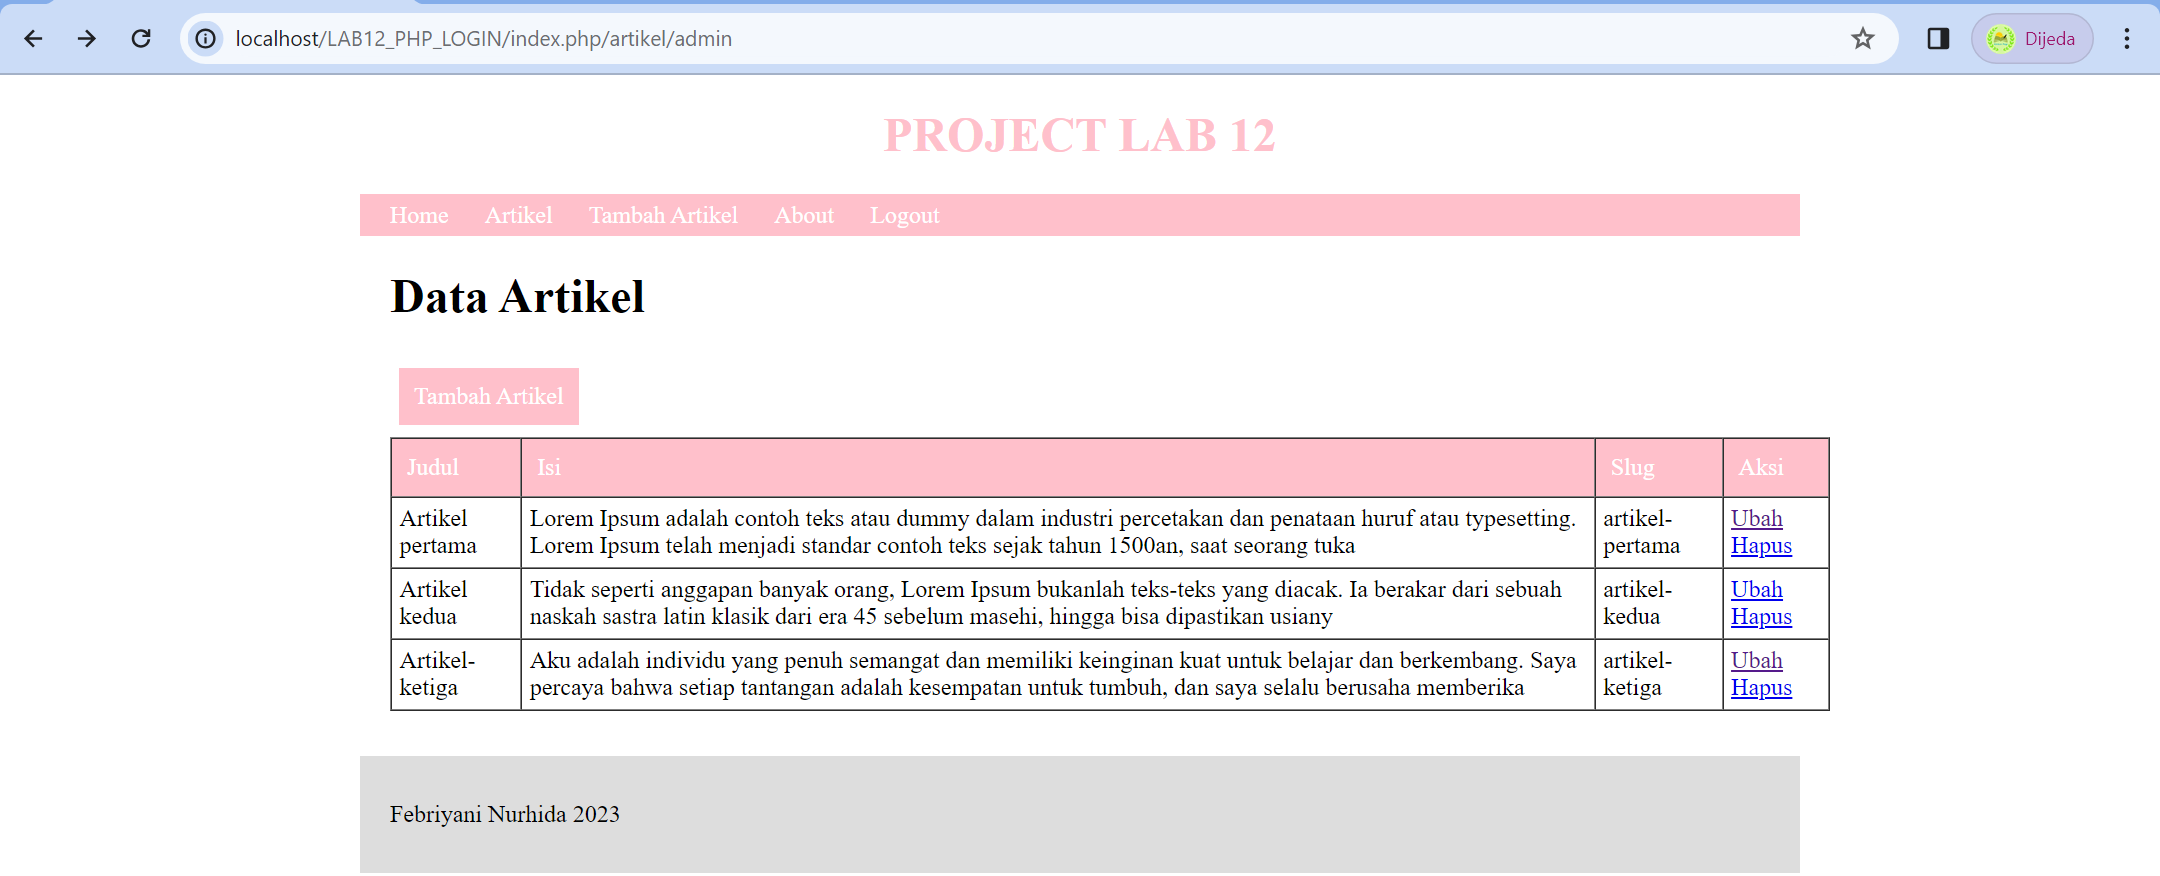 localhost/LAB12_PHP_LOGIN/index.php/artikel/admin
Dijeda
PROJECT LAB 12
Home Artikel Tambah Artikel About Logout
Data Artikel
Tambah Artikel
Judul Isi Slug Aksi
Artikel pertama
Lorem Ipsum adalah contoh teks atau dummy dalam industri percetakan dan penataan huruf atau typesetting.
Lorem Ipsum telah menjadi standar contoh teks sejak tahun 1500an, saat seorang tuka
artikel-
pertama
Ubah
Hapus
Artikel
kedua
Tidak seperti anggapan banyak orang, Lorem Ipsum bukanlah teks-teks yang diacak. Ia berakar dari sebuah
naskah sastra latin klasik dari era 45 sebelum masehi, hingga bisa dipastikan usiany
artikel-
kedua
Ubah
Hapus
Artikel-
ketiga
Aku adalah individu yang penuh semangat dan memiliki keinginan kuat untuk belajar dan berkembang. Saya
percaya bahwa setiap tantangan adalah kesempatan untuk tumbuh, dan saya selalu berusaha memberika
artikel-
ketiga
Ubah
Hapus
Febriyani Nurhida 2023